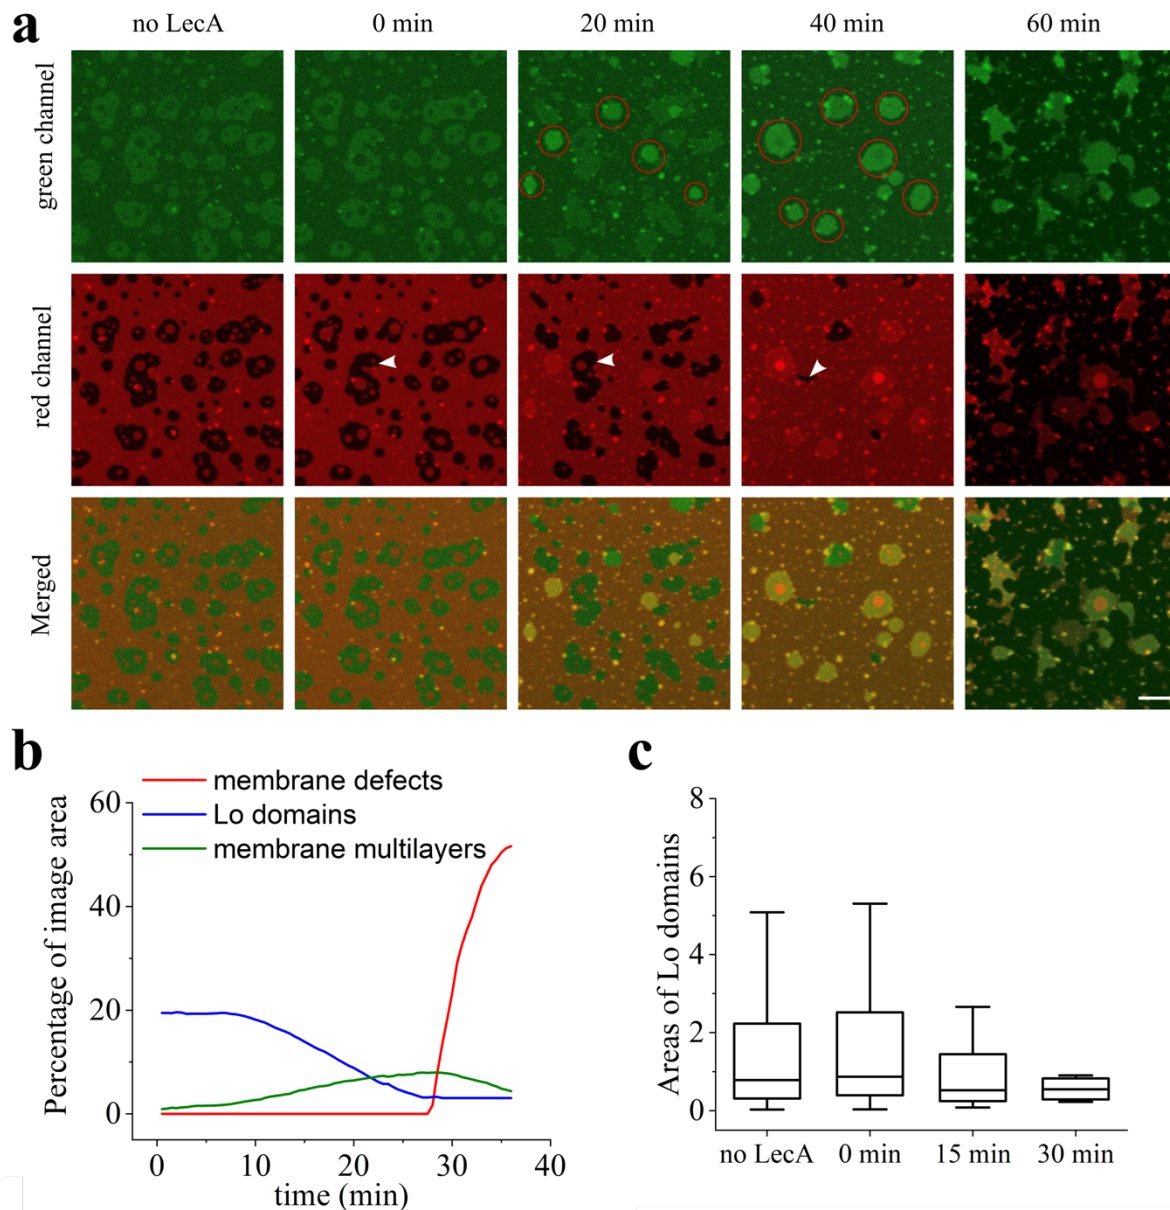 a
no LecA 0 min 20 min 40 min 60 min
green channel
red channel
Merged
b
membrane defects
Lo domains
membrane multilayers
Percentage of image area
60
40
20
0
0 10 20 30 40
time (min)
c
Areas of Lo domains
8
6
4
2
0
no LecA 0 min 15 min 30 min